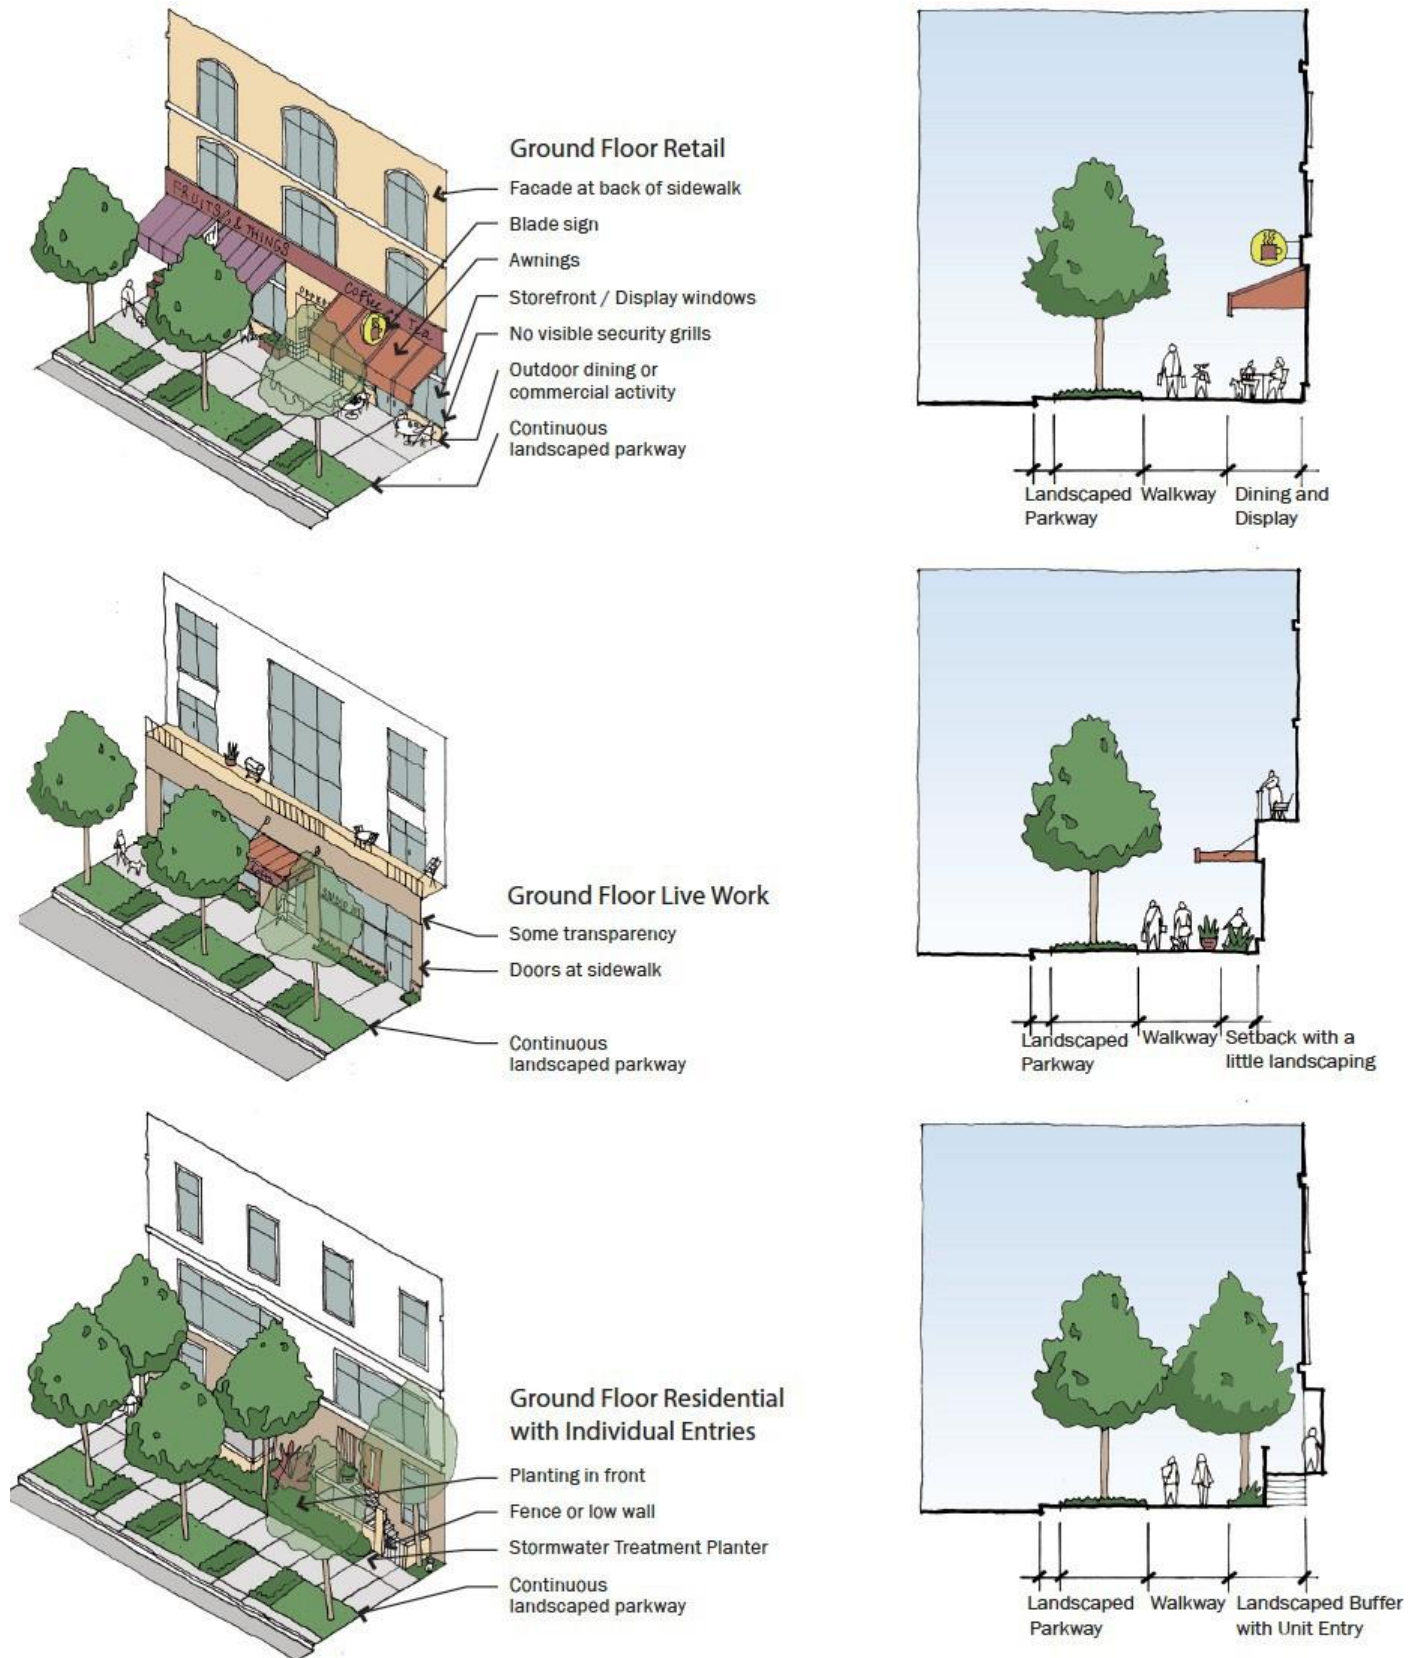 FRUITS & THINGS
Coffee Tea
Ground Floor Retail
Facade at back of sidewalk
Blade sign
Awnings
Storefront / Display windows
No visible security grills
Outdoor dining or
commercial activity
Continuous
landscaped parkway
Landscaped
Parkway
Walkway
Dining and
Display
Ground Floor Live Work
Some transparency
Doors at sidewalk
Continuous
landscaped parkway
Landscaped
Parkway
Walkway
Setback with a
little landscaping
Ground Floor Residential
with Individual Entries
Planting in front
Fence or low wall
Stormwater Treatment Planter
Continuous
landscaped parkway
Landscaped
Parkway
Walkway
Landscaped Buffer
with Unit Entry